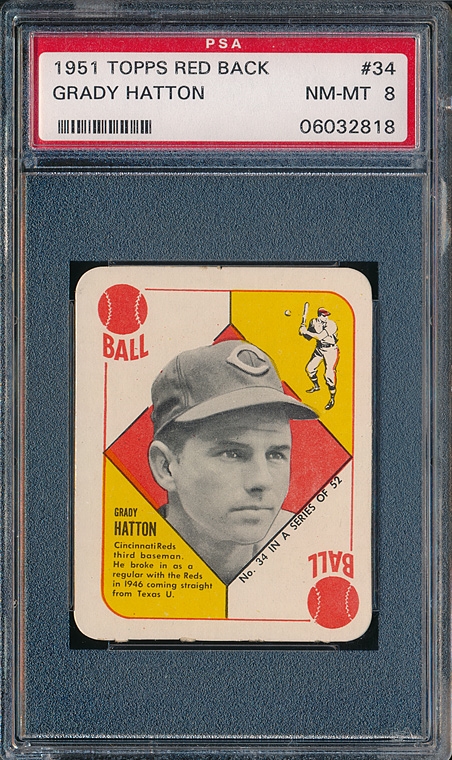 PSA
1951 TOPPS RED BACK #34
GRADY HATTON NM-MT 8
06032818
BALL
C
GRADY
HATTON
CincinnatiReds
third baseman.
He broke in as a
regular with the Reds
in 1946 coming straight
from Texas U.
No. 34 IN A SERIES OF 52
BALL